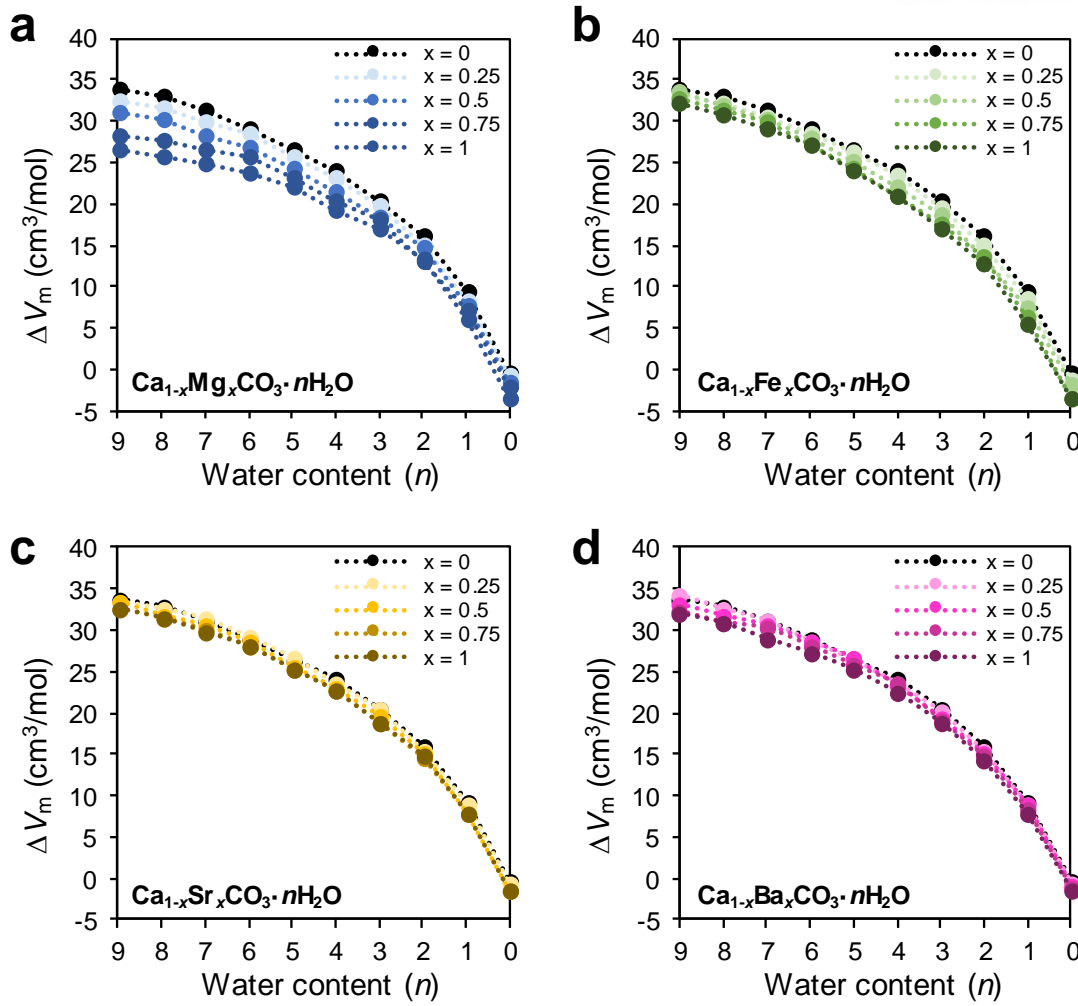 a
40
35
30
25
20
15
10
5
0
-5
ΔVm (cm³/mol)
x = 0
x = 0.25
x = 0.5
x = 0.75
x = 1
Ca1-xMgxCO3·nH2O
9 8 7 6 5 4 3 2 1 0
Water content (n)
b
40
35
30
25
20
15
10
5
0
-5
ΔVm (cm³/mol)
x = 0
x = 0.25
x = 0.5
x = 0.75
x = 1
Ca1-xFexCO3·nH2O
9 8 7 6 5 4 3 2 1 0
Water content (n)
c
40
35
30
25
20
15
10
5
0
-5
ΔVm (cm³/mol)
x = 0
x = 0.25
x = 0.5
x = 0.75
x = 1
Ca1-xSrxCO3·nH2O
9 8 7 6 5 4 3 2 1 0
Water content (n)
d
40
35
30
25
20
15
10
5
0
-5
ΔVm (cm³/mol)
x = 0
x = 0.25
x = 0.5
x = 0.75
x = 1
Ca1-xBaxCO3·nH2O
9 8 7 6 5 4 3 2 1 0
Water content (n)